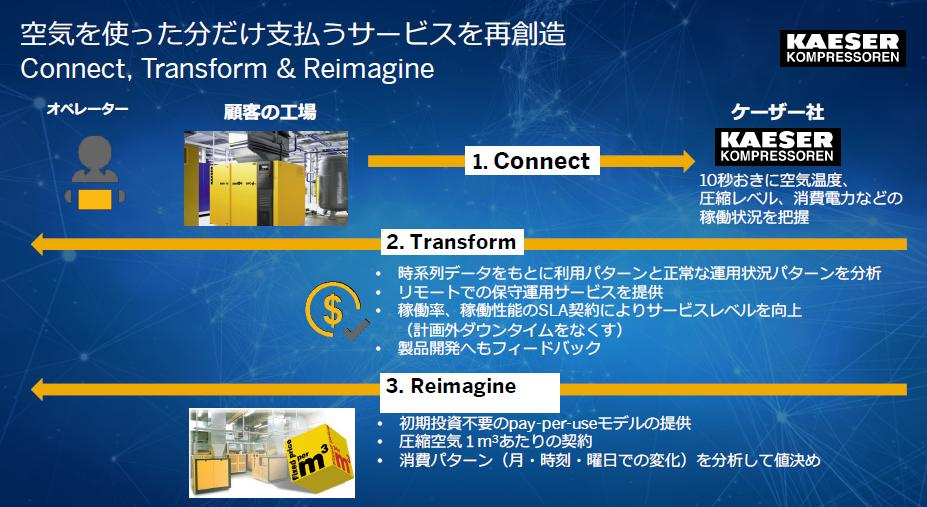 空気を使った分だけ支払うサービスを再創造
Connect, Transform & Reimagine
KAESER
KOMPRESSOREN
オペレーター
顧客の工場
ケーザー社
1. Connect
KAESER
KOMPRESSOREN
10秒おきに空気温度、
圧縮レベル、消費電力などの
稼働状況を把握
2. Transform
• 時系列データをもとに利用パターンと正常な運用状況パターンを分析
• リモートでの保守運用サービスを提供
• 稼働率、稼働性能のSLA契約によりサービスレベルを向上
（計画外ダウンタイムをなくす）
• 製品開発へもフィードバック
$
3. Reimagine
• 初期投資不要のpay-per-useモデルの提供
• 圧縮空気１m³あたりの契約
• 消費パターン（月・時刻・曜日での変化）を分析して値決め
Fixed price
per
m³
m³